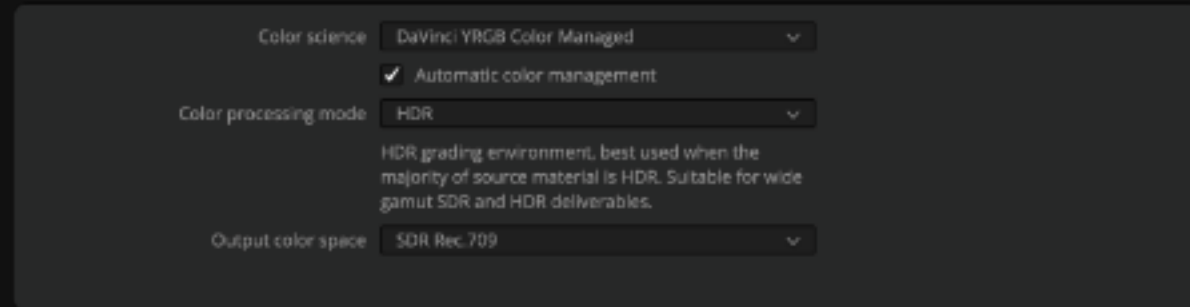 Color science DaVinci YRGB Color Managed
Automatic color management
Color processing mode HDR
HDR grading environment, best used when the
majority of source material is HDR. Suitable for wide
gamut SDR and HDR deliverables.
Output color space SDR Rec.709